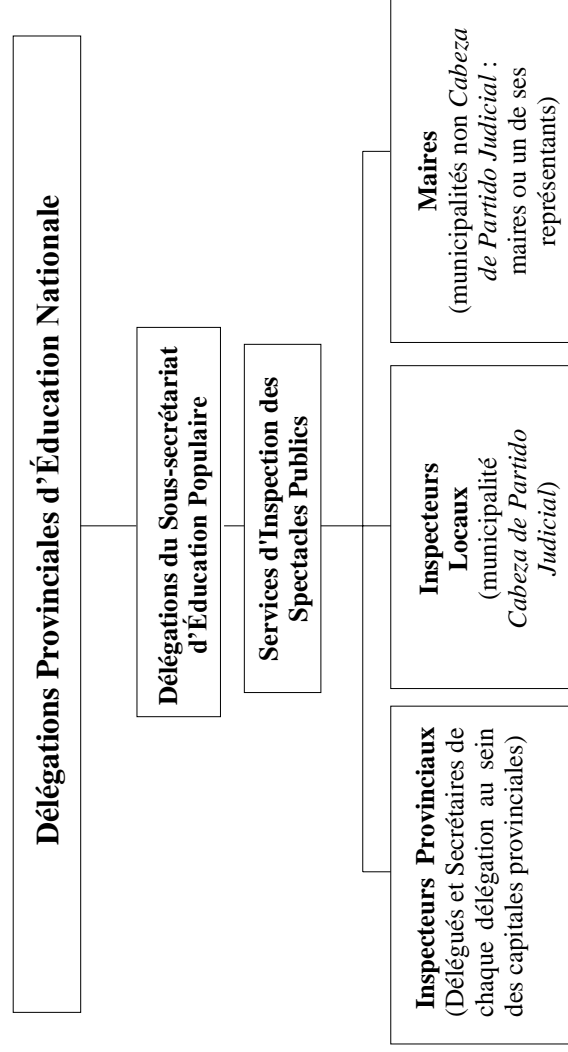 Délégations Provinciales d’Éducation Nationale
Délégations du Sous-secrétariat
d’Éducation Populaire
Services d'Inspection des
Spectacles Publics
Inspecteurs Provinciaux
(Délégués et Secrétaires de
chaque délégation au sein
des capitales provinciales)
Inspecteurs
Locaux
(municipalité
Cabeza de Partido
Judicial)
Maires
(municipalités non Cabeza
de Partido Judicial :
maires ou un de ses
représentants)